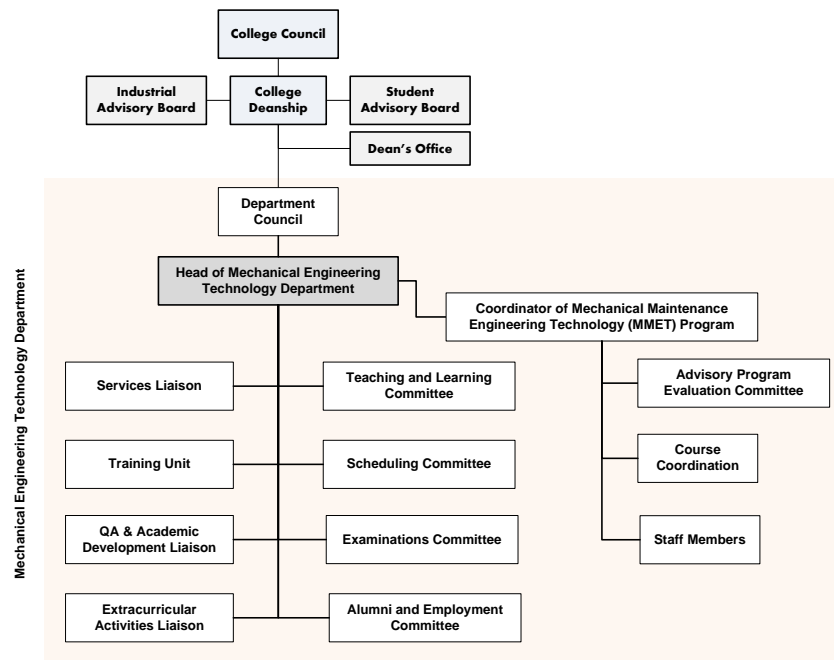 College Council
Industrial
Advisory Board
College
Deanship
Student
Advisory Board
Dean's Office
Department
Council
Head of Mechanical Engineering
Technology Department
Coordinator of Mechanical Maintenance
Engineering Technology (MMET) Program
Mechanical Engineering Technology Department
Services Liaison
Teaching and Learning
Committee
Advisory Program
Evaluation Committee
Training Unit
Scheduling Committee
Course
Coordination
QA & Academic
Development Liaison
Examinations Committee
Staff Members
Extracurricular
Activities Liaison
Alumni and Employment
Committee